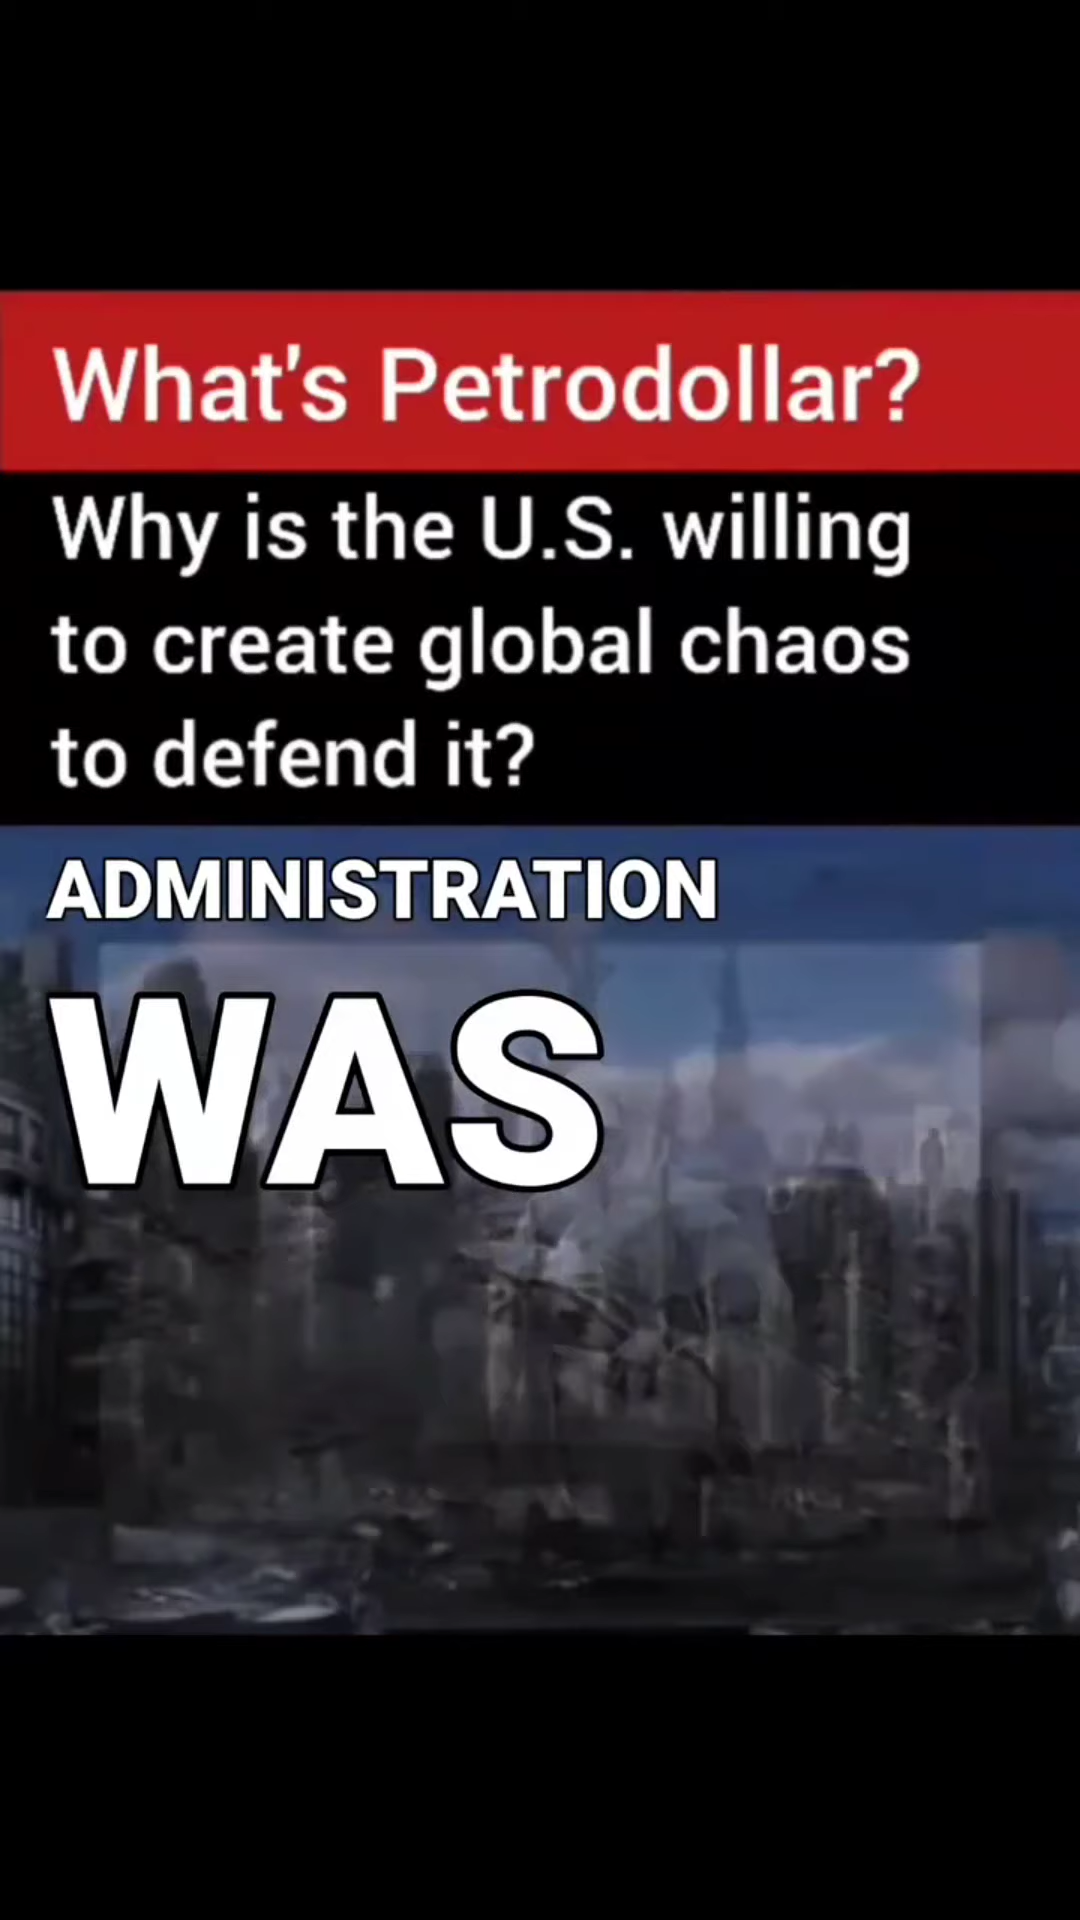 What's Petrodollar?
Why is the U.S. willing
to create global chaos
to defend it?
ADMINISTRATION
WAS